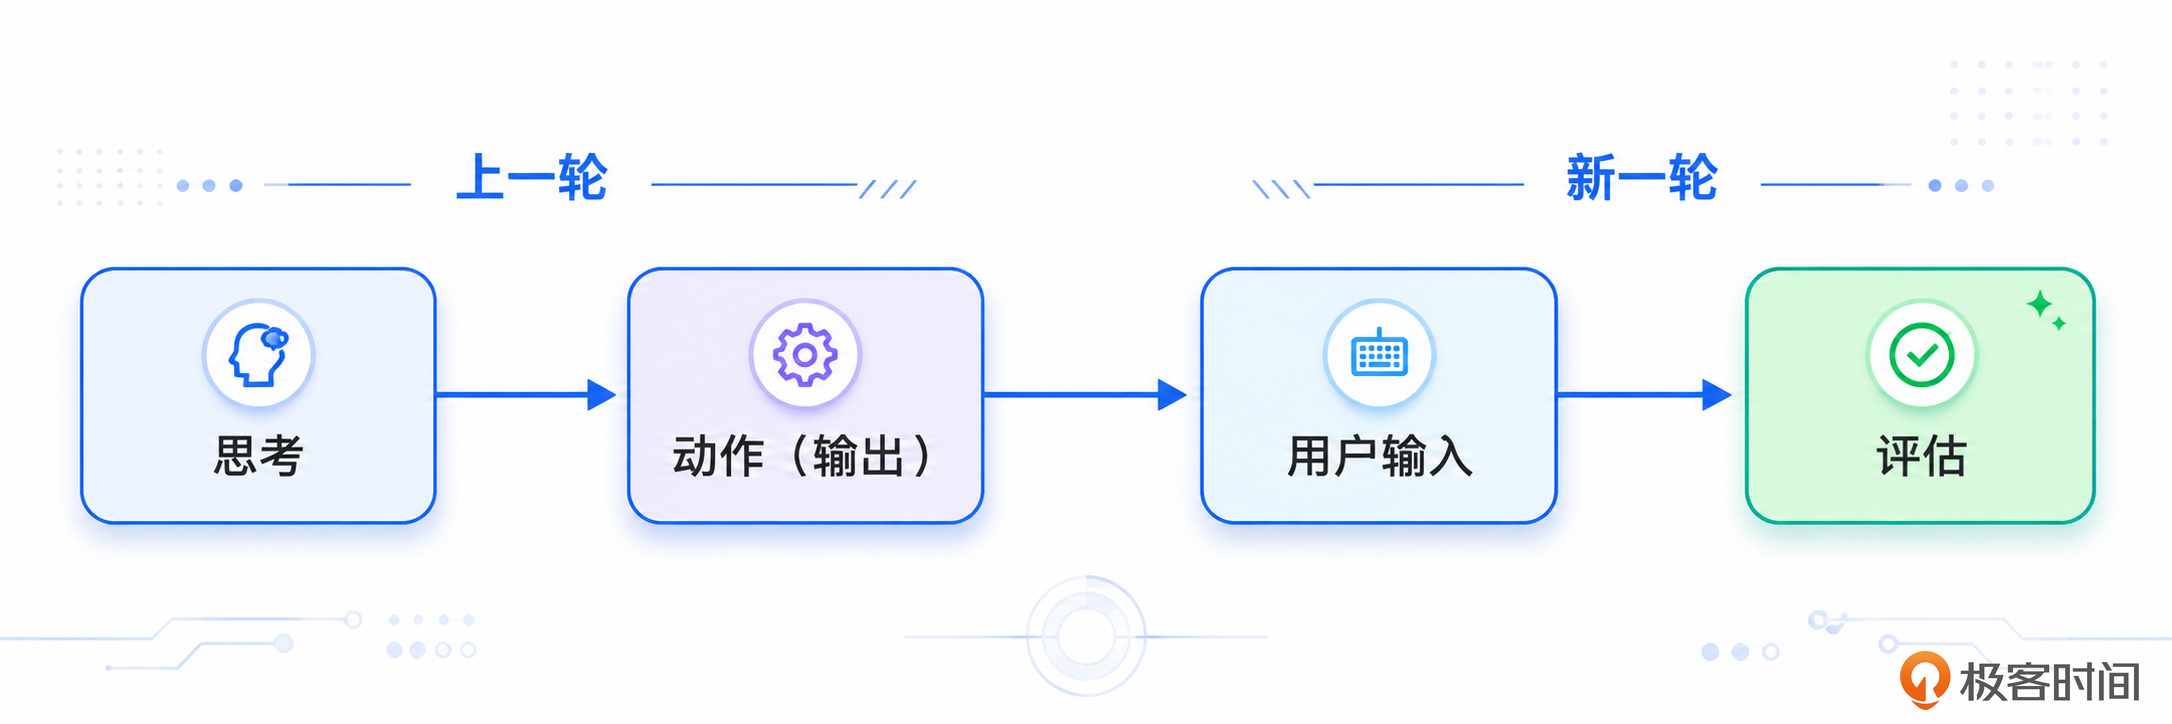 上一轮
新一轮
思考
动作（输出）
用户输入
评估
极客时间